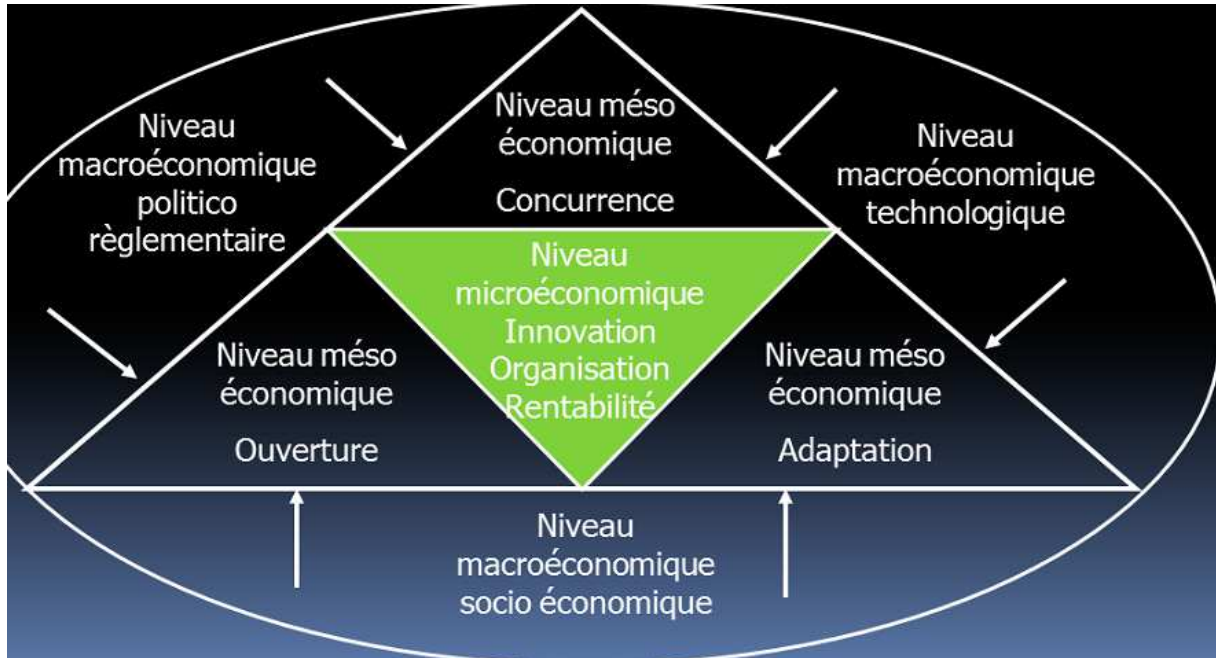 Niveau méso
économique
Concurrence
Niveau
macroéconomique
politico
règlementaire
Niveau
macroéconomique
technologique
Niveau
microéconomique
Innovation
Organisation
Rentabilité
Niveau méso
économique
Ouverture
Niveau méso
économique
Adaptation
Niveau
macroéconomique
socio économique